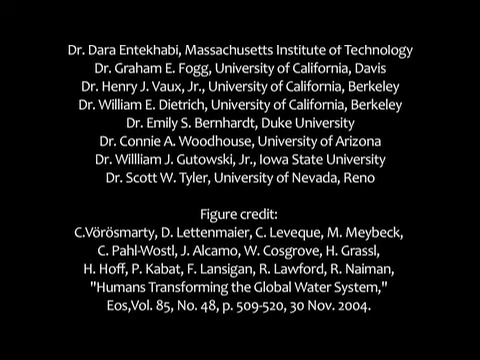 Dr. Dara Entekhabi, Massachusetts Institute of Technology
Dr. Graham E. Fogg, University of California, Davis
Dr. Henry J. Vaux, Jr., University of California, Berkeley
Dr. William E. Dietrich, University of California, Berkeley
Dr. Emily S. Bernhardt, Duke University
Dr. Connie A. Woodhouse, University of Arizona
Dr. Willliam J. Gutowski, Jr., Iowa State University
Dr. Scott W. Tyler, University of Nevada, Reno
Figure credit:
C.Vörösmarty, D. Lettenmaier, C. Leveque, M. Meybeck,
C. Pahl-Wostl, J. Alcamo, W. Cosgrove, H. Grassl,
H. Hoff, P. Kabat, F. Lansigan, R. Lawford, R. Naiman,
"Humans Transforming the Global Water System,"
Eos,Vol. 85, No. 48, p. 509-520, 30 Nov. 2004.